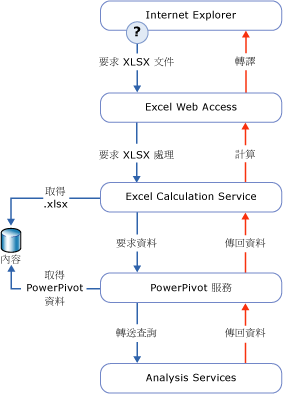 Internet Explorer
?
要求 XLSX 文件
轉譯
Excel Web Access
要求 XLSX 處理
計算
取得
.xlsx
Excel Calculation Service
內容
要求資料
傳回資料
取得
PowerPivot
資料
PowerPivot 服務
轉送查詢
傳回資料
Analysis Services